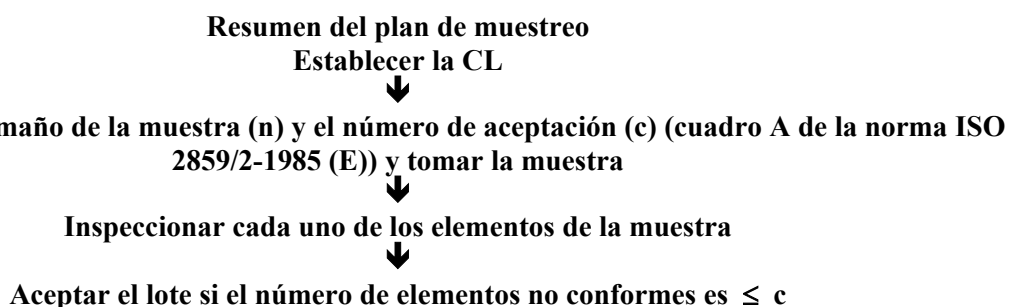 Resumen del plan de muestreo
Establecer la CL
🡻
de la muestra (n) y el número de aceptación (c) (cuadro A de la norma ISO
2859/2-1985 (E)) y tomar la muestra
🡻
Inspeccionar cada uno de los elementos de la muestra
🡻
Aceptar el lote si el número de elementos no conformes es ≤ c